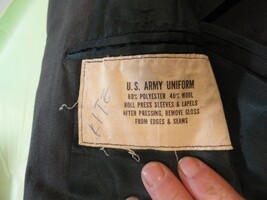 U.S. ARMY UNIFORM
60% POLYESTER 40% WOOL
ROLL PRESS SLEEVES & LAPELS
AFTER PRESSING, REMOVE GLOSS
FROM EDGES & SEAMS